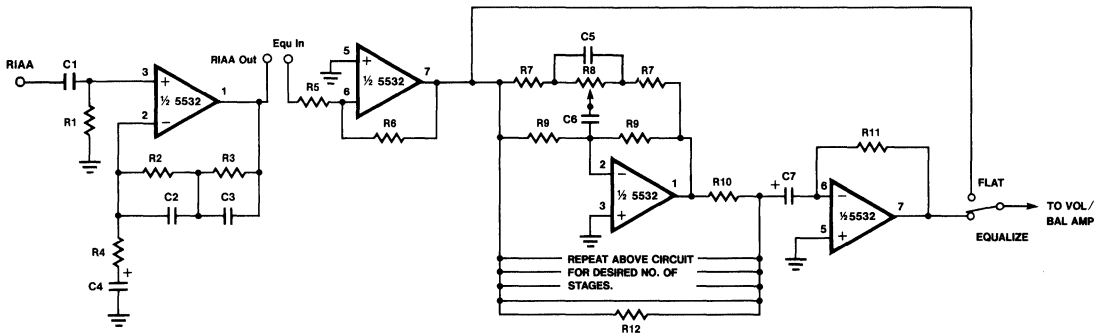 RIAA
C1
R1
3
+
½ 5532
2
−
1
RIAA Out
Equ In
R2
R3
C2
C3
R4
+
C4
R5
5
+
½ 5532
6
−
7
R6
R7
C5
R8
R7
C6
R9
R9
2
−
½ 5532
3
+
1
R10
+
C7
R11
6
−
½5532
5
+
7
FLAT
EQUALIZE
TO VOL/
BAL AMP
REPEAT ABOVE CIRCUIT
FOR DESIRED NO. OF
STAGES.
R12